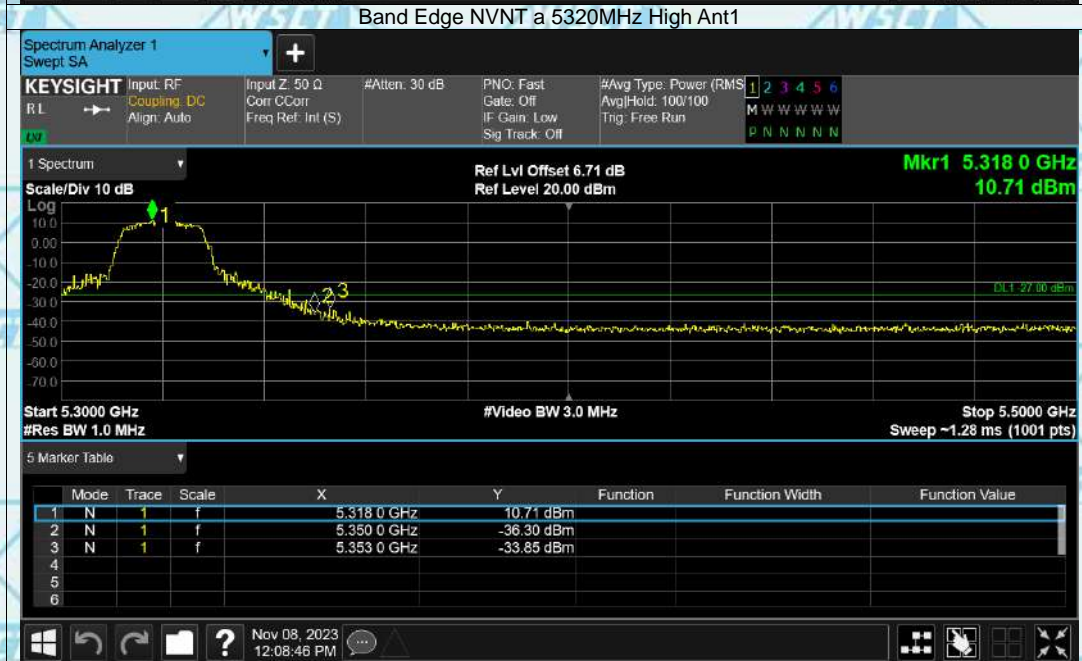 Band Edge NVNT a 5320MHz High Ant1
Spectrum Analyzer 1
Swept SA
+
KEYSIGHT Input: RF Input Z: 50 Ω #Atten: 30 dB PNO: Fast #Avg Type: Power (RMS 1 2 3 4 5 6
R L Coupling: DC Corr CCorr Gate: Off Avg|Hold: 100/100 M W W W W W
Align: Auto Freq Ref: Int (S) IF Gain: Low Trig: Free Run
LXI Sig Track: Off P N N N N N
1 Spectrum Ref Lvl Offset 6.71 dB Mkr1 5.318 0 GHz
Scale/Div 10 dB Ref Level 20.00 dBm 10.71 dBm
Log
1
10.0
0.00
-10.0
-20.0
2 3
DL1 -27.00 dBm
-30.0
-40.0
-50.0
-60.0
-70.0
Start 5.3000 GHz #Video BW 3.0 MHz Stop 5.5000 GHz
#Res BW 1.0 MHz Sweep ~1.28 ms (1001 pts)
5 Marker Table
Mode Trace Scale X Y Function Function Width Function Value
1 N 1 f 5.318 0 GHz 10.71 dBm
2 N 1 f 5.350 0 GHz -36.30 dBm
3 N 1 f 5.353 0 GHz -33.85 dBm
4
5
6
? Nov 08, 2023
12:08:46 PM